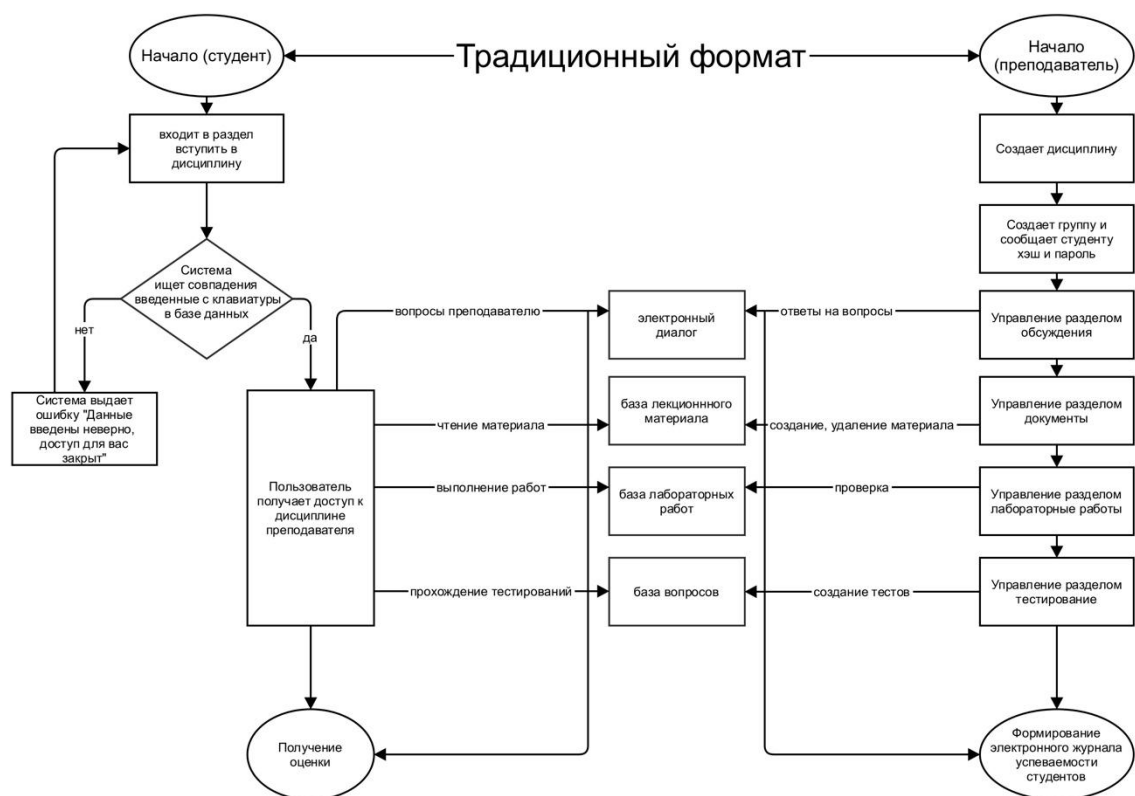 Начало (студент)
Традиционный формат
Начало
(преподаватель)
входит в раздел
вступить в
дисциплину
Создает дисциплину
Создает группу и
сообщает студенту
хэш и пароль
Система
ищет совпадения
введенные с клавиатуры
в базе данных
нет
да
вопросы преподавателю
электронный
диалог
ответы на вопросы
Управление разделом
обсуждения
Система выдает
ошибку "Данные
введены неверно,
доступ для вас
закрыт"
чтение материала
база лекционнного
материала
создание, удаление материала
Управление разделом
документы
Пользователь
получает доступ к
дисциплине
преподавателя
выполнение работ
база лабораторных
работ
проверка
Управление разделом
лабораторные работы
прохождение тестирований
база вопросов
создание тестов
Управление разделом
тестирование
Получение
оценки
Формирование
электронного журнала
успеваемости
студентов